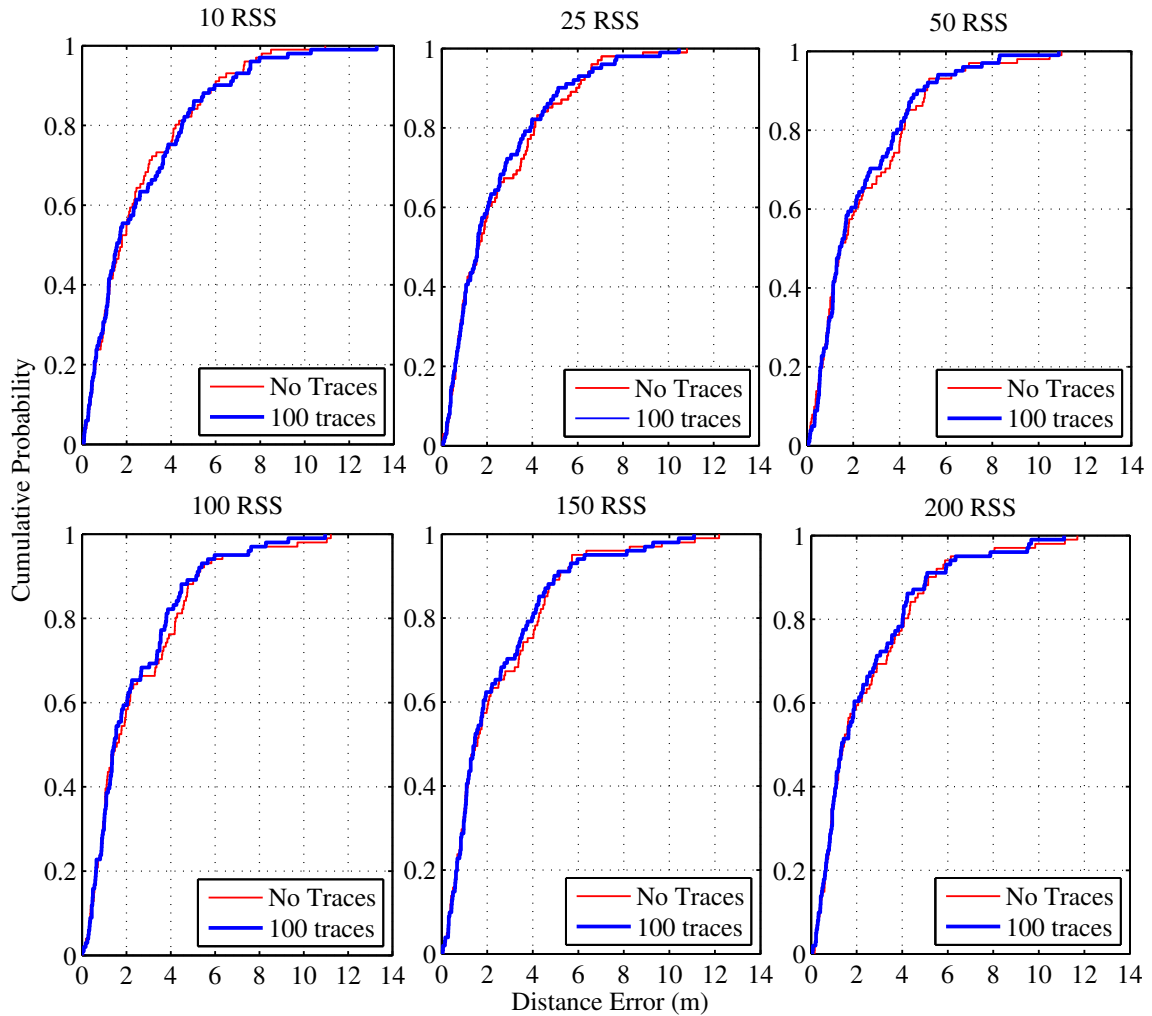 10 RSS
25 RSS
50 RSS
1
0.8
0.6
0.4
0.2
0
0 2 4 6 8 10 12 14
No Traces
100 traces
1
0.8
0.6
0.4
0.2
0
0 2 4 6 8 10 12 14
No Traces
100 traces
1
0.8
0.6
0.4
0.2
0
0 2 4 6 8 10 12 14
No Traces
100 traces
Cumulative Probability
100 RSS
150 RSS
200 RSS
1
0.8
0.6
0.4
0.2
0
0 2 4 6 8 10 12 14
No Traces
100 traces
1
0.8
0.6
0.4
0.2
0
0 2 4 6 8 10 12 14
No Traces
100 traces
1
0.8
0.6
0.4
0.2
0
0 2 4 6 8 10 12 14
No Traces
100 traces
Distance Error (m)